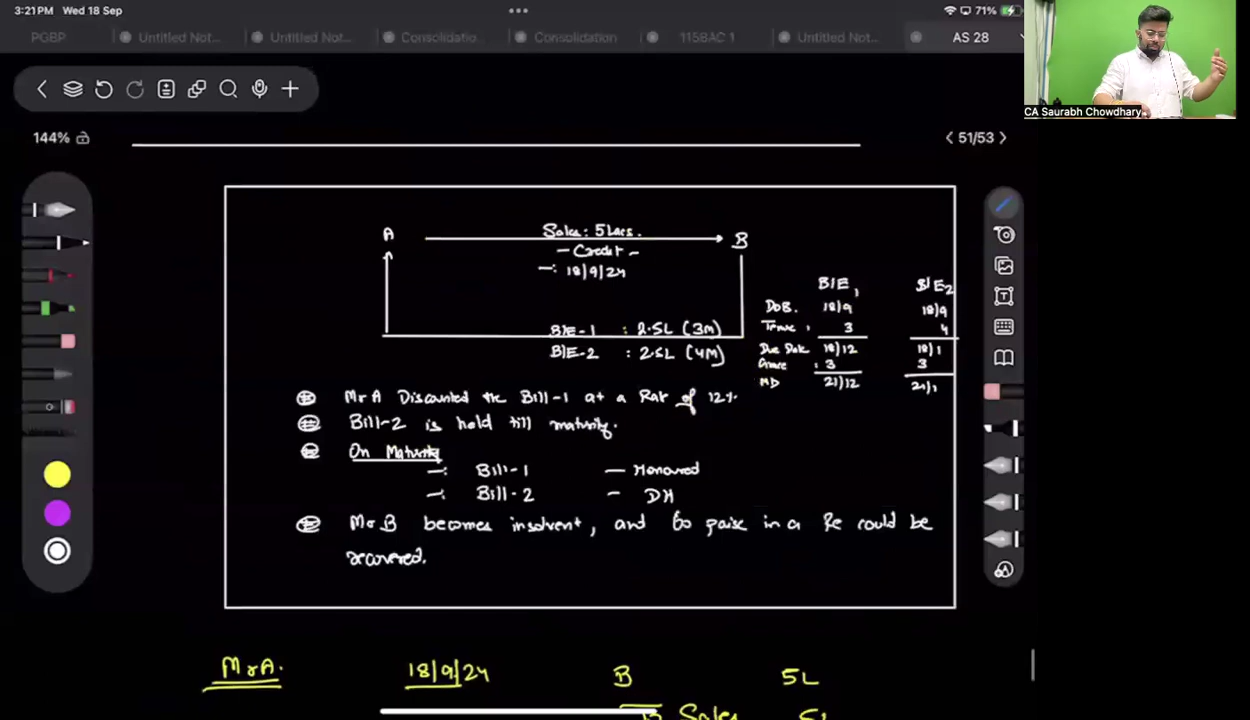 3:21 PM Wed 18 Sep
71%
PGBP
Untitled Not...
Untitled Not...
Consolidatio...
Consolidation
115BAC 1
Untitled Not...
AS 28
CA Saurabh Chowdhary
144%
51/53
A
Sales: 5 Lacs.
B
- Credit -
-: 18/9/24
B/E-1 : 2.5L (3M)
B/E-2 : 2.5L (4M)
B/E1 B/E2
DoB. 18/9 18/9
: 3 4
Due Date 18/12 18/1
Grace : 3 3
MD 21/12 21/1
Mr A Discounted the Bill-1 at a Rate of 12%.
Bill-2 is held till maturity.
On Maturity
-: Bill-1 - Honoured
-: Bill-2 - DH
Mr B becomes insolvent, and 60 paise in a Re could be
recovered.
Mr A. 18/9/24 B 5L
Sales 5L